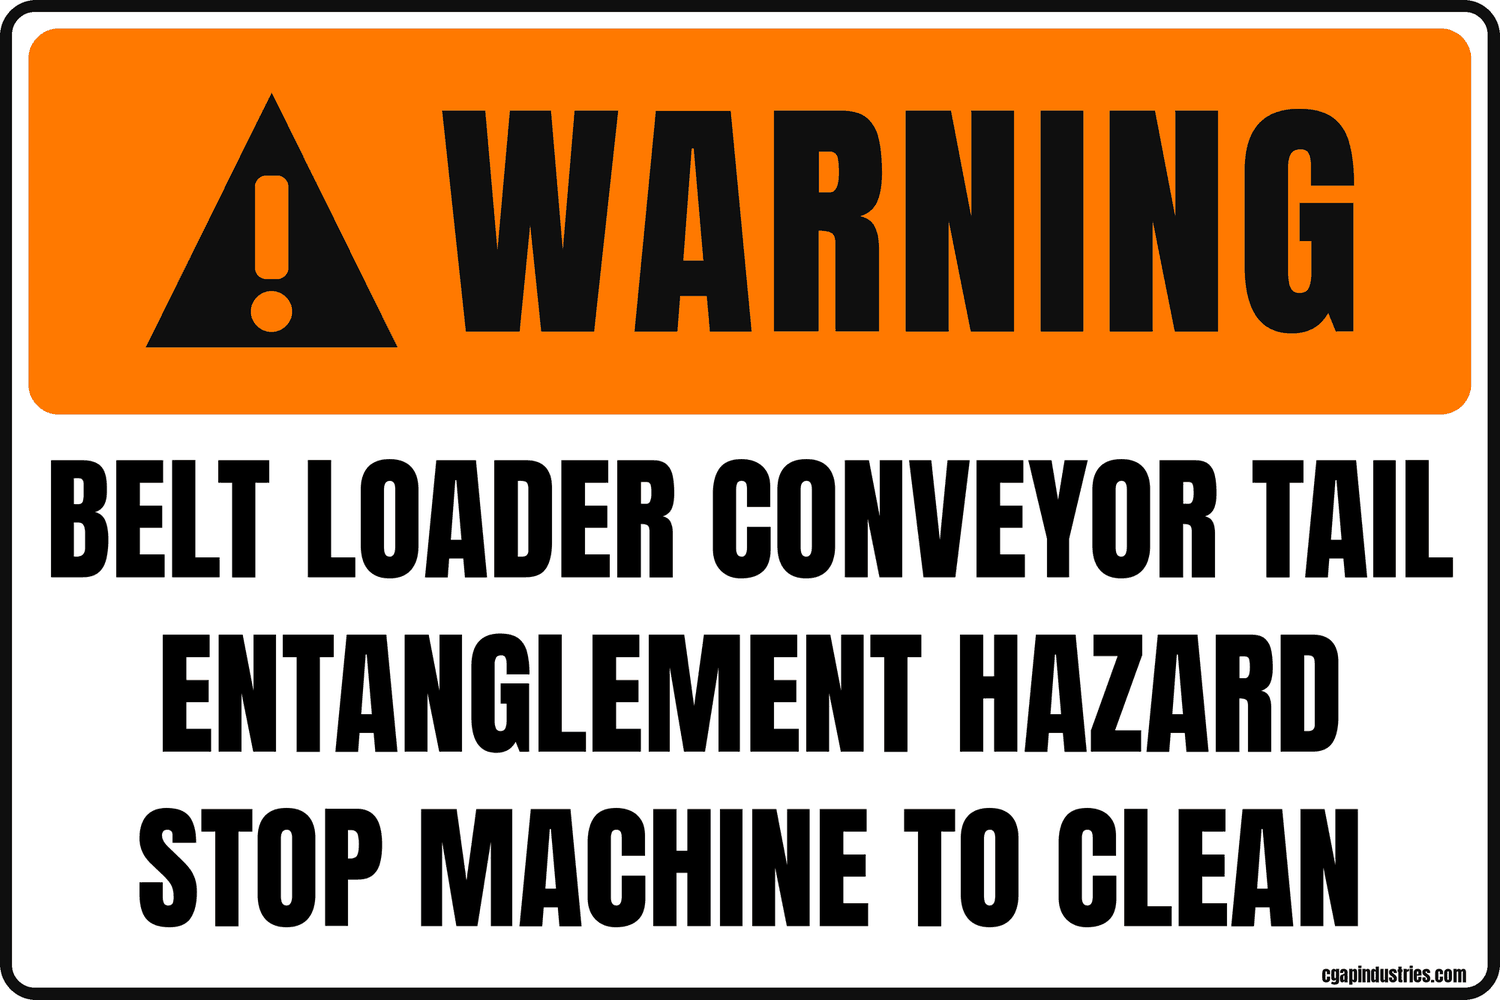 WARNING
BELT LOADER CONVEYOR TAIL
ENTANGLEMENT HAZARD
STOP MACHINE TO CLEAN
cgapindustries.com